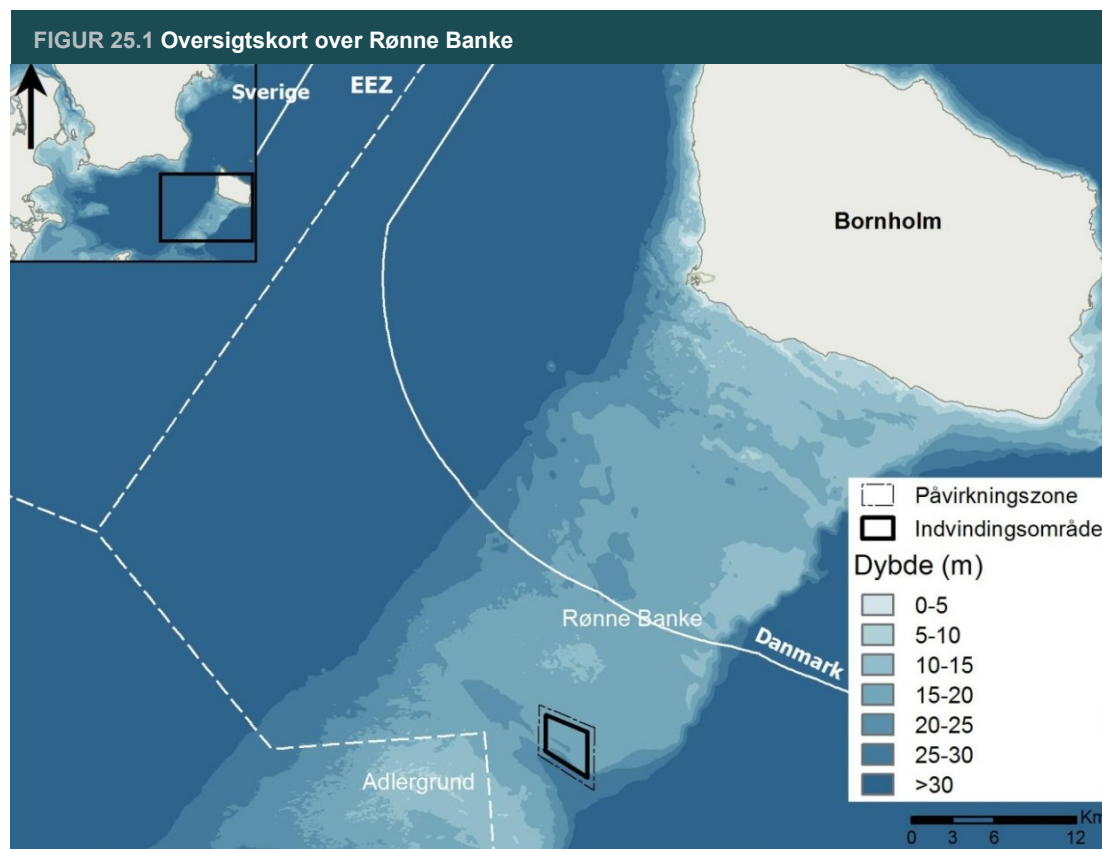 FIGUR 25.1 Oversigtskort over Rønne Banke
Sverige
EEZ
Bornholm
Rønne Banke
Danmark
Adlergrund
Påvirkningszone
Indvindingsområde
Dybde (m)
0-5
5-10
10-15
15-20
20-25
25-30
>30
Km
0 3 6 12